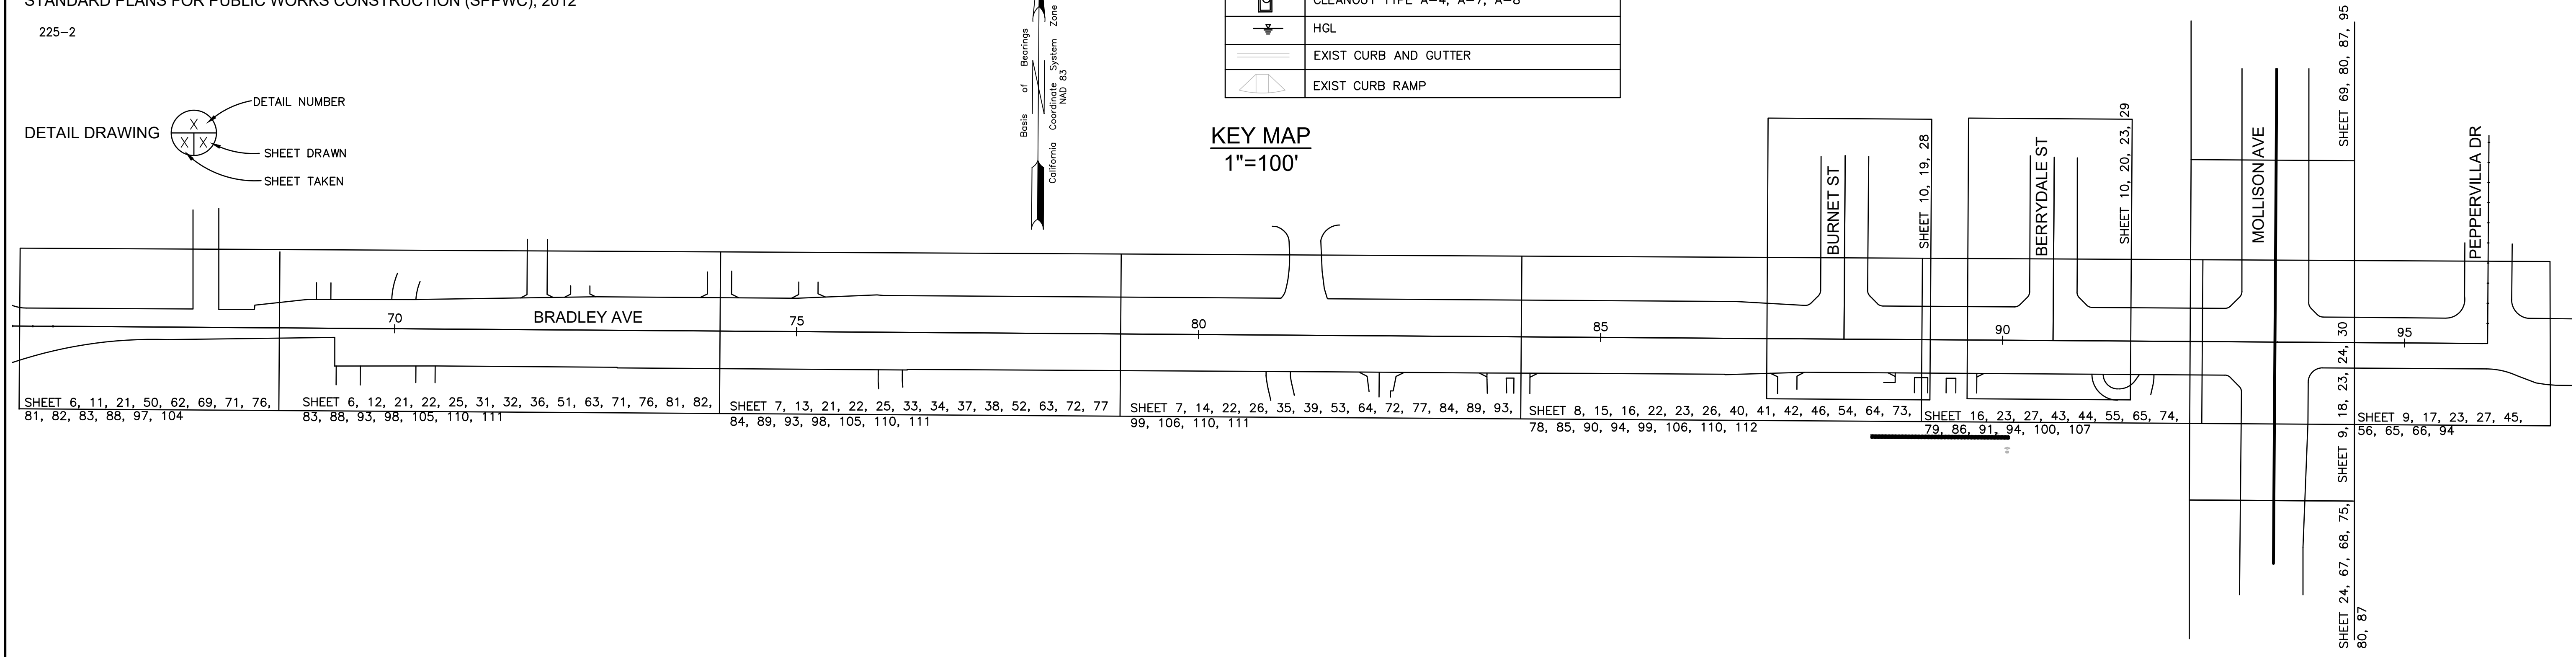 STANDARD PLANS FOR PUBLIC WORKS CONSTRUCTION (SPPWC), 2012
225-2
DETAIL DRAWING
X
X X
DETAIL NUMBER
SHEET DRAWN
SHEET TAKEN
Basis of Bearings
California Coordinate System Zone
NAD 83
CLEANOUT TYPE A-4, A-7, A-8
HGL
EXIST CURB AND GUTTER
EXIST CURB RAMP
KEY MAP
1"=100'
BURNET ST
SHEET 10, 19, 28
BERRYDALE ST
SHEET 10, 20, 23, 29
MOLLISON AVE
SHEET 69, 80, 87, 95
PEPPERVILLA DR
BRADLEY AVE
70
75
80
85
90
95
SHEET 6, 11, 21, 50, 62, 69, 71, 76,
81, 82, 83, 88, 97, 104
SHEET 6, 12, 21, 22, 25, 31, 32, 36, 51, 63, 71, 76, 81, 82,
83, 88, 93, 98, 105, 110, 111
SHEET 7, 13, 21, 22, 25, 33, 34, 37, 38, 52, 63, 72, 77
84, 89, 93, 98, 105, 110, 111
SHEET 7, 14, 22, 26, 35, 39, 53, 64, 72, 77, 84, 89, 93,
99, 106, 110, 111
SHEET 8, 15, 16, 22, 23, 26, 40, 41, 42, 46, 54, 64, 73,
78, 85, 90, 94, 99, 106, 110, 112
SHEET 16, 23, 27, 43, 44, 55, 65, 74,
79, 86, 91, 94, 100, 107
SHEET 9, 18, 23, 24, 30
SHEET 9, 17, 23, 27, 45,
56, 65, 66, 94
SHEET 24, 67, 68, 75,
80, 87